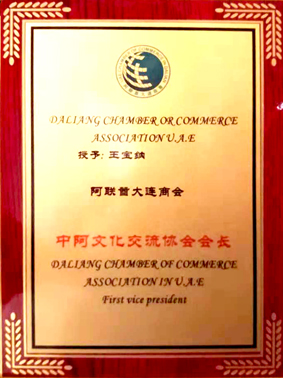 DALIANG CHAMBER OR COMMERCE
ASSOCIATION U.A.E
授予: 王宝纳
阿联酋大连商会
中阿文化交流协会会长
DALIANG CHAMBER OF COMMERCE
ASSOCIATION IN U.A.E
First vice president